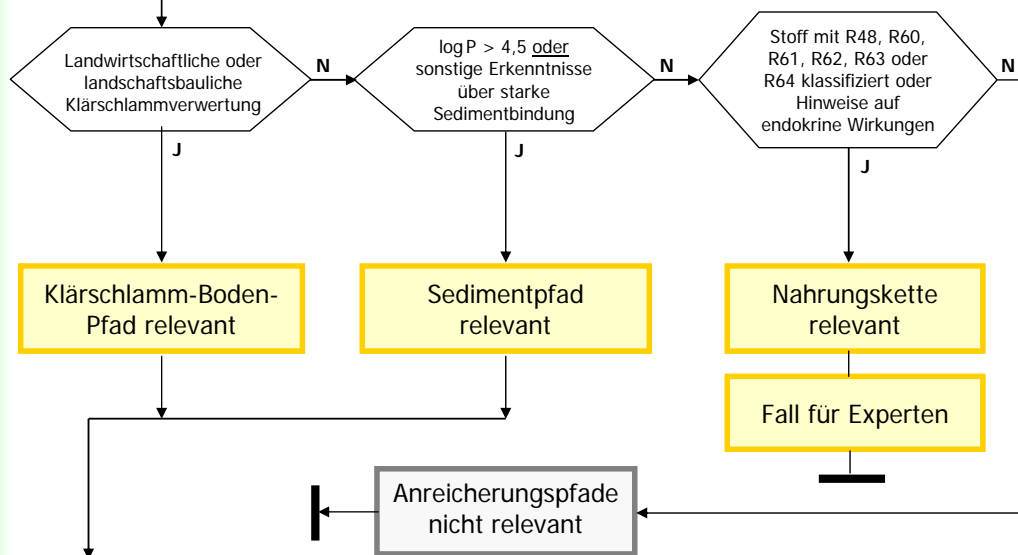 Landwirtschaftliche oder
landschaftsbauliche
Klärschlammverwertung
N
J
logP > 4,5 oder
sonstige Erkenntnisse
über starke
Sedimentbindung
N
J
Stoff mit R48, R60,
R61, R62, R63 oder
R64 klassifiziert oder
Hinweise auf
endokrine Wirkungen
N
J
Klärschlamm-Boden-
Pfad relevant
Sedimentpfad
relevant
Nahrungskette
relevant
Fall für Experten
Anreicherungspfade
nicht relevant